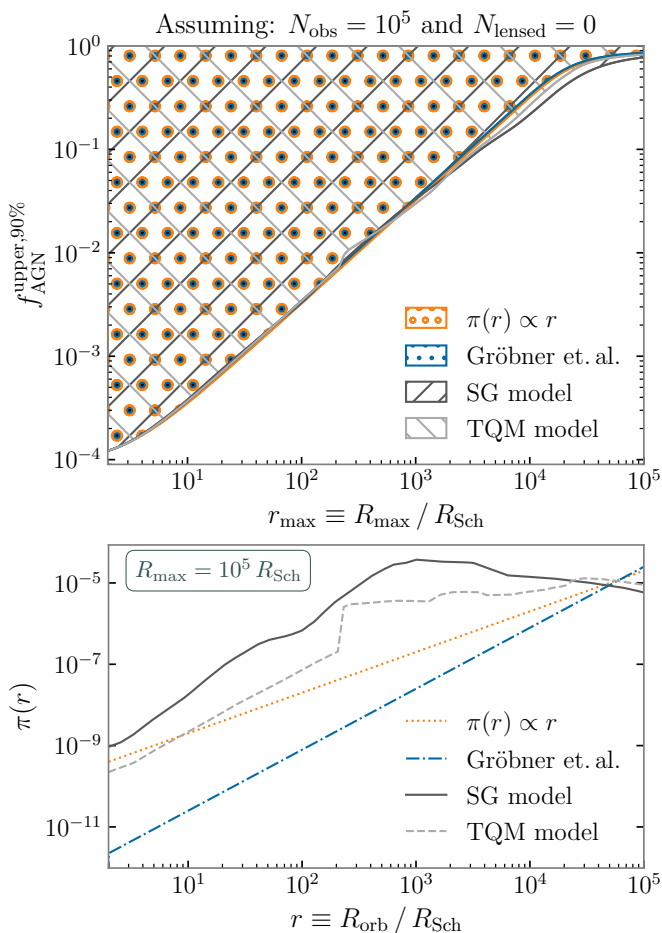 Assuming: N_obs = 10^5 and N_lensed = 0
f_AGN^upper,90%
10^0
10^−1
10^−2
10^−3
10^−4
π(r) ∝ r
Gröbner et. al.
SG model
TQM model
10^1 10^2 10^3 10^4 10^5
r_max ≡ R_max / R_Sch
R_max = 10^5 R_Sch
π(r)
10^−5
10^−7
10^−9
10^−11
π(r) ∝ r
Gröbner et. al.
SG model
TQM model
10^1 10^2 10^3 10^4 10^5
r ≡ R_orb / R_Sch